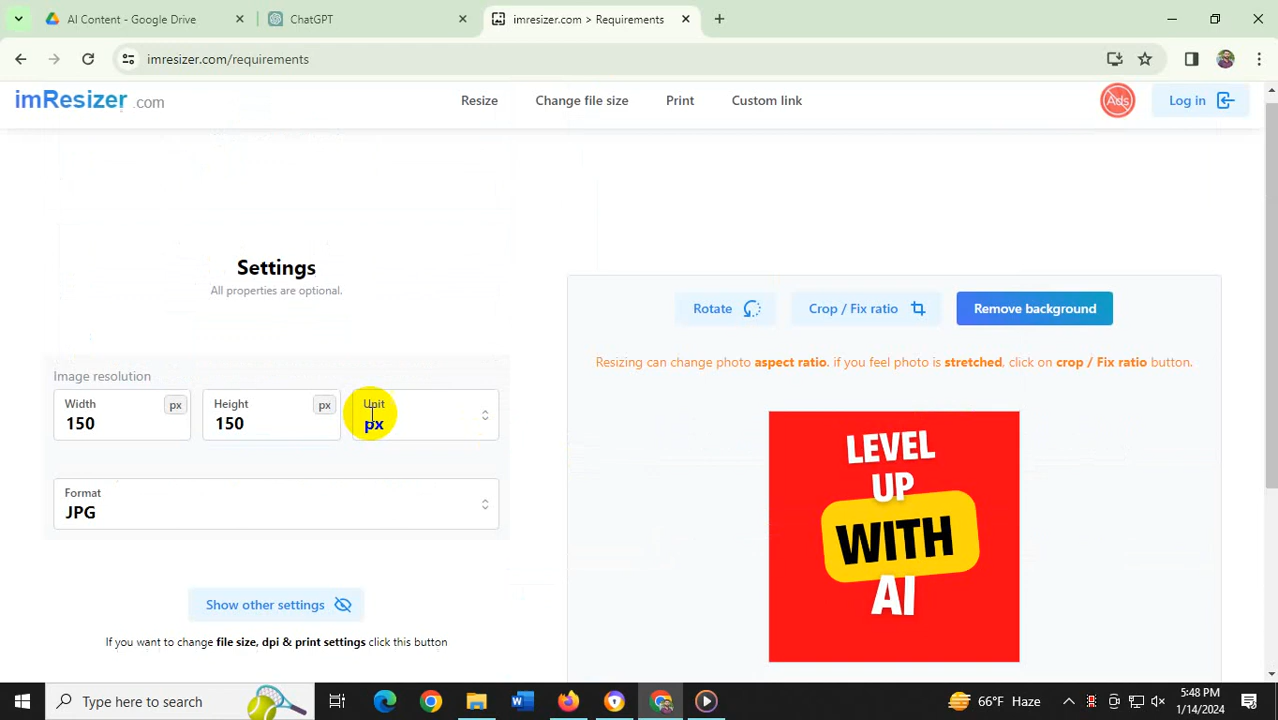 AI Content - Google Drive
ChatGPT
imresizer.com > Requirements
imresizer.com/requirements
imResizer .com
Resize
Change file size
Print
Custom link
Ads
Log in
Settings
All properties are optional.
Rotate
Crop / Fix ratio
Remove background
Resizing can change photo aspect ratio. if you feel photo is stretched, click on crop / Fix ratio button.
Image resolution
Width
px
150
Height
px
150
Unit
px
Format
JPG
LEVEL
UP
WITH
AI
Show other settings
If you want to change file size, dpi & print settings click this button
Type here to search
66°F Haze
5:48 PM
1/14/2024